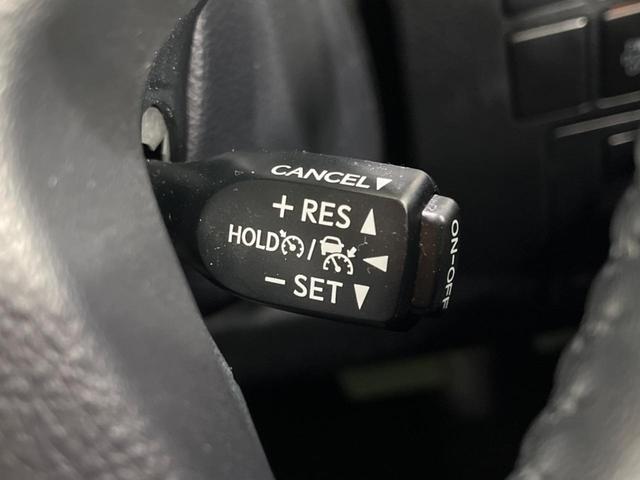 CANCEL▼
+ RES ▲
HOLD / ◀
− SET ▼
ON-OFF